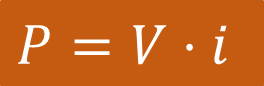 P = V · i